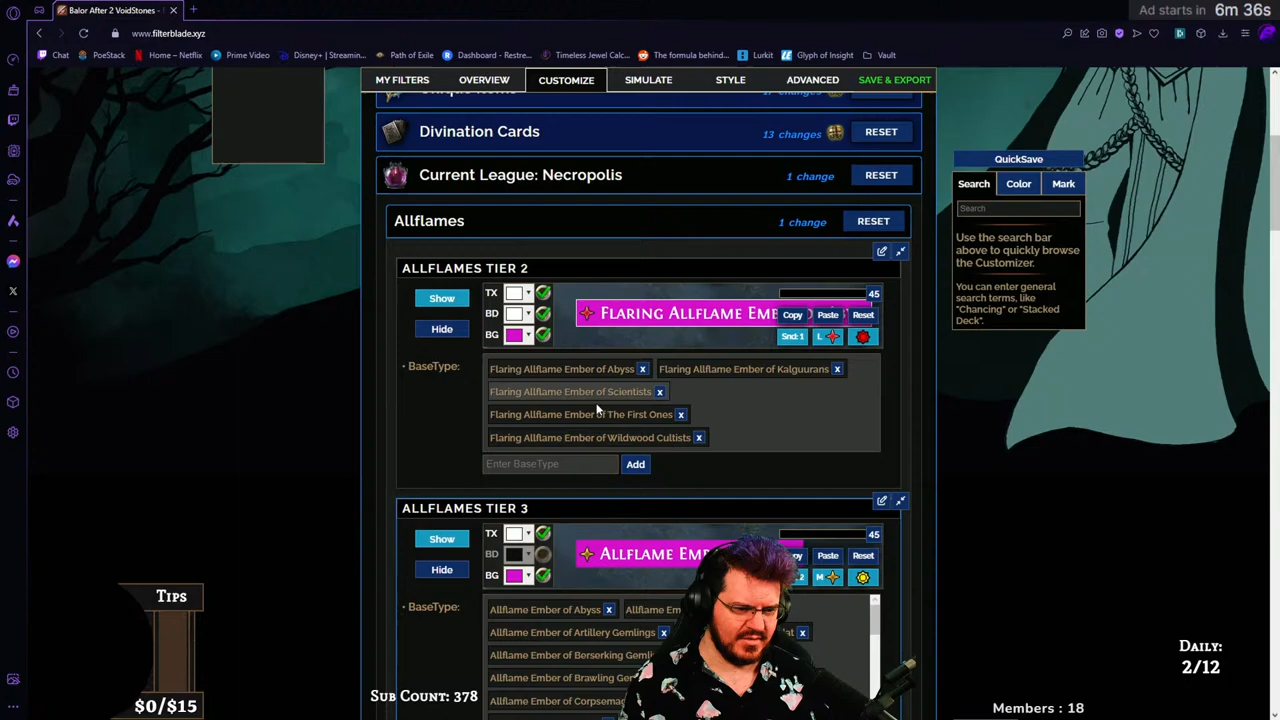 Balor After 2 VoidStones -
Ad starts in 6m 36s
www.filterblade.xyz
Chat PoeStack Home – Netflix Prime Video Disney+ | Streamin... Path of Exile Dashboard - Restre... Timeless Jewel Calc... The formula behind... Lurkit Glyph of Insight Vault
MY FILTERS OVERVIEW CUSTOMIZE SIMULATE STYLE ADVANCED SAVE & EXPORT
Unique Items 17 changes
Divination Cards 13 changes RESET
Current League: Necropolis 1 change RESET
QuickSave
Search Color Mark
Search
Use the search bar
above to quickly browse
the Customizer.
You can enter general
search terms, like
"Chancing" or "Stacked
Deck".
Allflames 1 change RESET
ALLFLAMES TIER 2
Show TX 45
BD FLARING ALLFLAME Copy Paste Reset
Hide BG Snd: 1 L
• BaseType: Flaring Allflame Ember of Abyss x Flaring Allflame Ember of Kalguurans x
Flaring Allflame Ember of Scientists x
Flaring Allflame Ember of The First Ones x
Flaring Allflame Ember of Wildwood Cultists x
Enter BaseType Add
ALLFLAMES TIER 3
Show TX 45
BD ALLFLAME Paste Reset
Hide BG M
• BaseType: Allflame Ember of Abyss x
Allflame Ember of Artillery Gemlings x x
Allflame Ember of Berserking
Allflame Ember of Brawling
Allflame Ember of
Tips
$0/$15
Sub Count: 378
Daily:
2/12
Members : 18